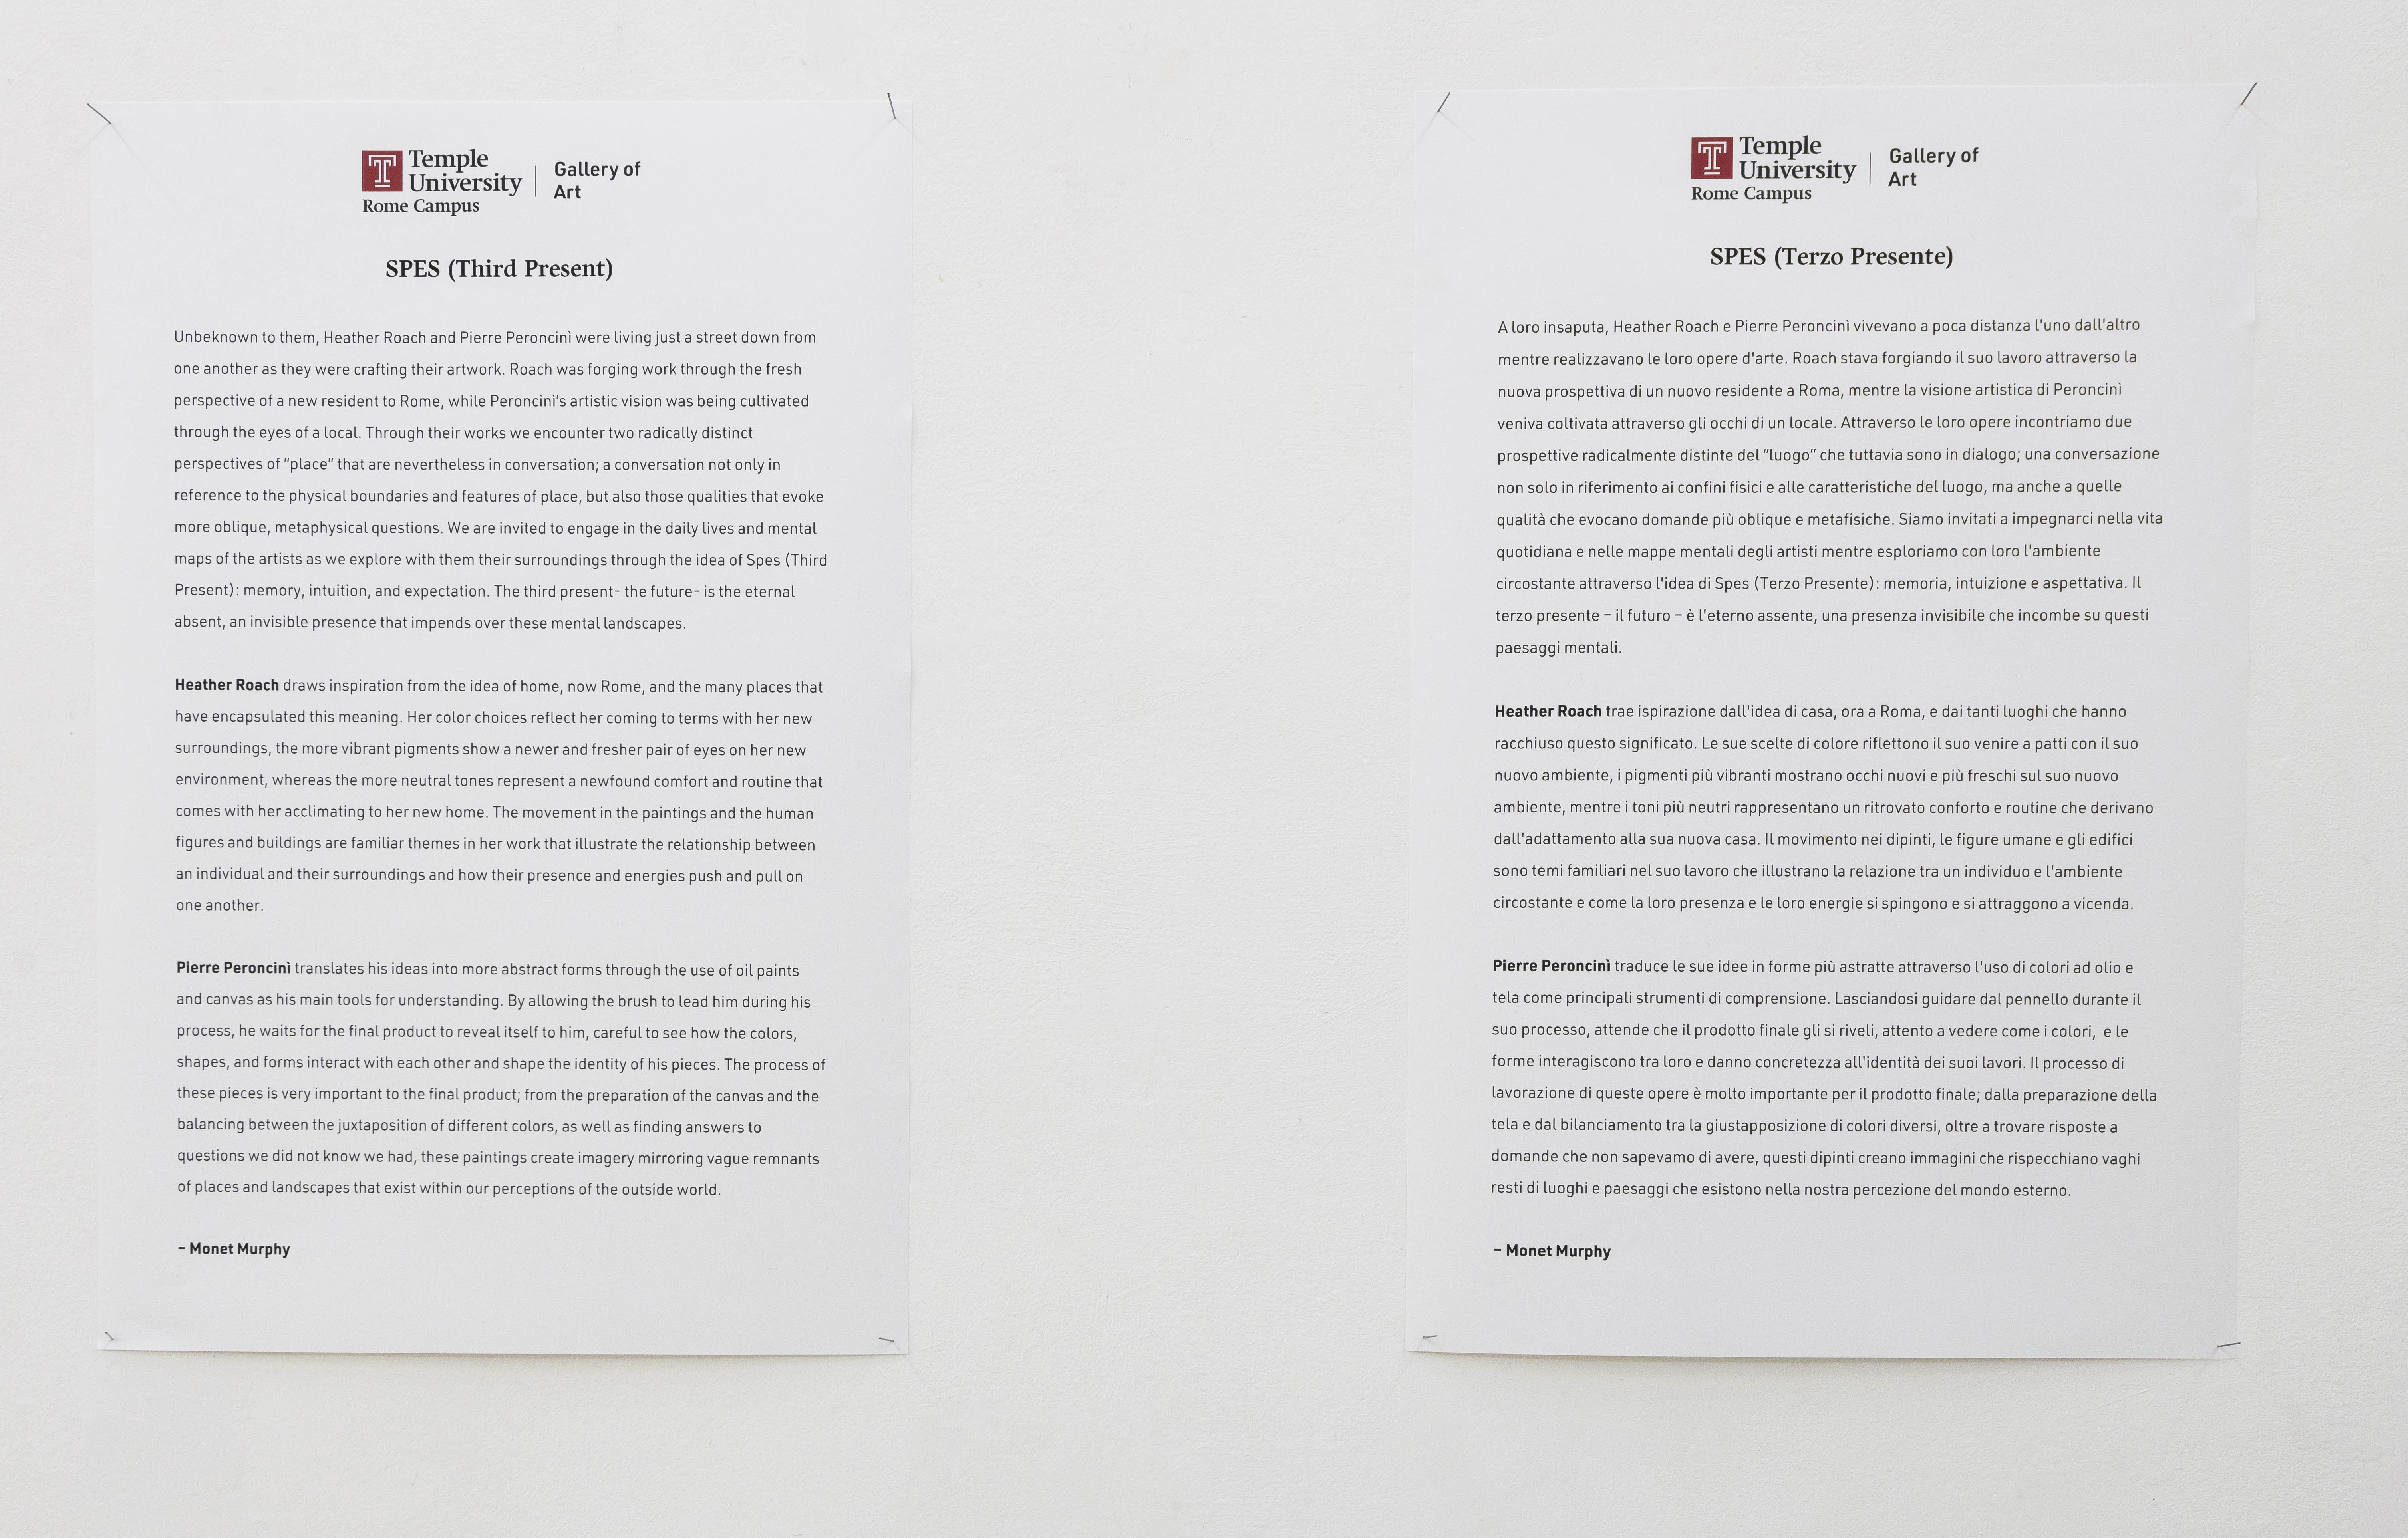 Temple
University
Rome Campus
Gallery of
Art
SPES (Third Present)
Unbeknown to them, Heather Roach and Pierre Peroncinì were living just a street down from
one another as they were crafting their artwork. Roach was forging work through the fresh
perspective of a new resident to Rome, while Peroncinì's artistic vision was being cultivated
through the eyes of a local. Through their works we encounter two radically distinct
perspectives of “place” that are nevertheless in conversation; a conversation not only in
reference to the physical boundaries and features of place, but also those qualities that evoke
more oblique, metaphysical questions. We are invited to engage in the daily lives and mental
maps of the artists as we explore with them their surroundings through the idea of Spes (Third
Present): memory, intuition, and expectation. The third present- the future- is the eternal
absent, an invisible presence that impends over these mental landscapes.
Heather Roach draws inspiration from the idea of home, now Rome, and the many places that
have encapsulated this meaning. Her color choices reflect her coming to terms with her new
surroundings, the more vibrant pigments show a newer and fresher pair of eyes on her new
environment, whereas the more neutral tones represent a newfound comfort and routine that
comes with her acclimating to her new home. The movement in the paintings and the human
figures and buildings are familiar themes in her work that illustrate the relationship between
an individual and their surroundings and how their presence and energies push and pull on
one another.
Pierre Peroncinì translates his ideas into more abstract forms through the use of oil paints
and canvas as his main tools for understanding. By allowing the brush to lead him during his
process, he waits for the final product to reveal itself to him, careful to see how the colors,
shapes, and forms interact with each other and shape the identity of his pieces. The process of
these pieces is very important to the final product; from the preparation of the canvas and the
balancing between the juxtaposition of different colors, as well as finding answers to
questions we did not know we had, these paintings create imagery mirroring vague remnants
of places and landscapes that exist within our perceptions of the outside world.
– Monet Murphy
Temple
University
Rome Campus
Gallery of
Art
SPES (Terzo Presente)
A loro insaputa, Heather Roach e Pierre Peroncinì vivevano a poca distanza l'uno dall'altro
mentre realizzavano le loro opere d'arte. Roach stava forgiando il suo lavoro attraverso la
nuova prospettiva di un nuovo residente a Roma, mentre la visione artistica di Peroncinì
veniva coltivata attraverso gli occhi di un locale. Attraverso le loro opere incontriamo due
prospettive radicalmente distinte del “luogo” che tuttavia sono in dialogo; una conversazione
non solo in riferimento ai confini fisici e alle caratteristiche del luogo, ma anche a quelle
qualità che evocano domande più oblique e metafisiche. Siamo invitati a impegnarci nella vita
quotidiana e nelle mappe mentali degli artisti mentre esploriamo con loro l'ambiente
circostante attraverso l'idea di Spes (Terzo Presente): memoria, intuizione e aspettativa. Il
terzo presente – il futuro – è l'eterno assente, una presenza invisibile che incombe su questi
paesaggi mentali.
Heather Roach trae ispirazione dall'idea di casa, ora a Roma, e dai tanti luoghi che hanno
racchiuso questo significato. Le sue scelte di colore riflettono il suo venire a patti con il suo
nuovo ambiente, i pigmenti più vibranti mostrano occhi nuovi e più freschi sul suo nuovo
ambiente, mentre i toni più neutri rappresentano un ritrovato conforto e routine che derivano
dall'adattamento alla sua nuova casa. Il movimento nei dipinti, le figure umane e gli edifici
sono temi familiari nel suo lavoro che illustrano la relazione tra un individuo e l'ambiente
circostante e come la loro presenza e le loro energie si spingono e si attraggono a vicenda.
Pierre Peroncinì traduce le sue idee in forme più astratte attraverso l'uso di colori ad olio e
tela come principali strumenti di comprensione. Lasciandosi guidare dal pennello durante il
suo processo, attende che il prodotto finale gli si riveli, attento a vedere come i colori, e le
forme interagiscono tra loro e danno concretezza all'identità dei suoi lavori. Il processo di
lavorazione di queste opere è molto importante per il prodotto finale; dalla preparazione della
tela e dal bilanciamento tra la giustapposizione di colori diversi, oltre a trovare risposte a
domande che non sapevamo di avere, questi dipinti creano immagini che rispecchiano vaghi
resti di luoghi e paesaggi che esistono nella nostra percezione del mondo esterno.
– Monet Murphy